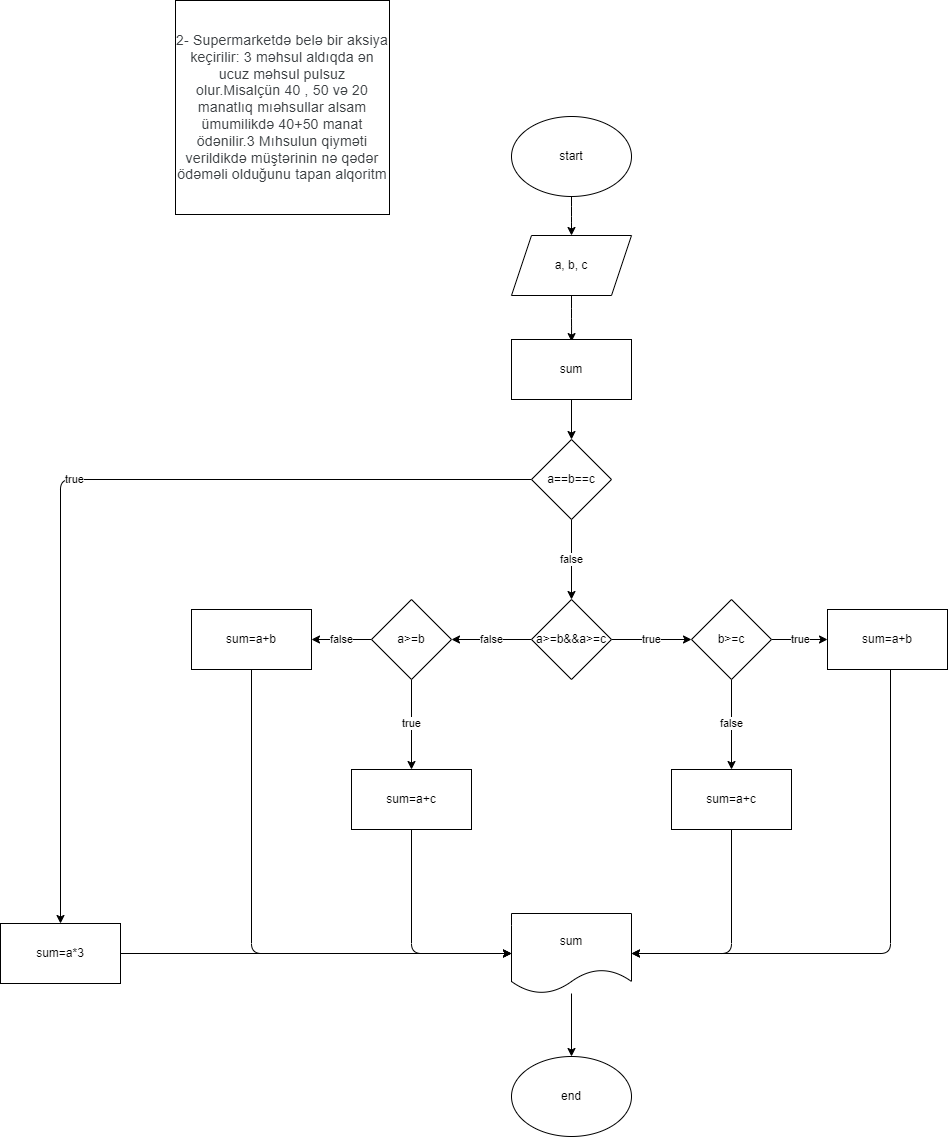 2- Supermarketdə belə bir aksiya
keçirilir: 3 məhsul aldıqda ən
ucuz məhsul pulsuz
olur.Misalçün 40 , 50 və 20
manatlıq mıəhsullar alsam
ümumilikdə 40+50 manat
ödənilir.3 Mıhsulun qiyməti
verildikdə müştərinin nə qədər
ödəməli olduğunu tapan alqoritm
start
a, b, c
sum
a==b==c
true
false
sum=a+b
false
a>=b
false
a>=b&&a>=c
true
b>=c
true
sum=a+b
true
false
sum=a+c
sum=a+c
sum=a*3
sum
end